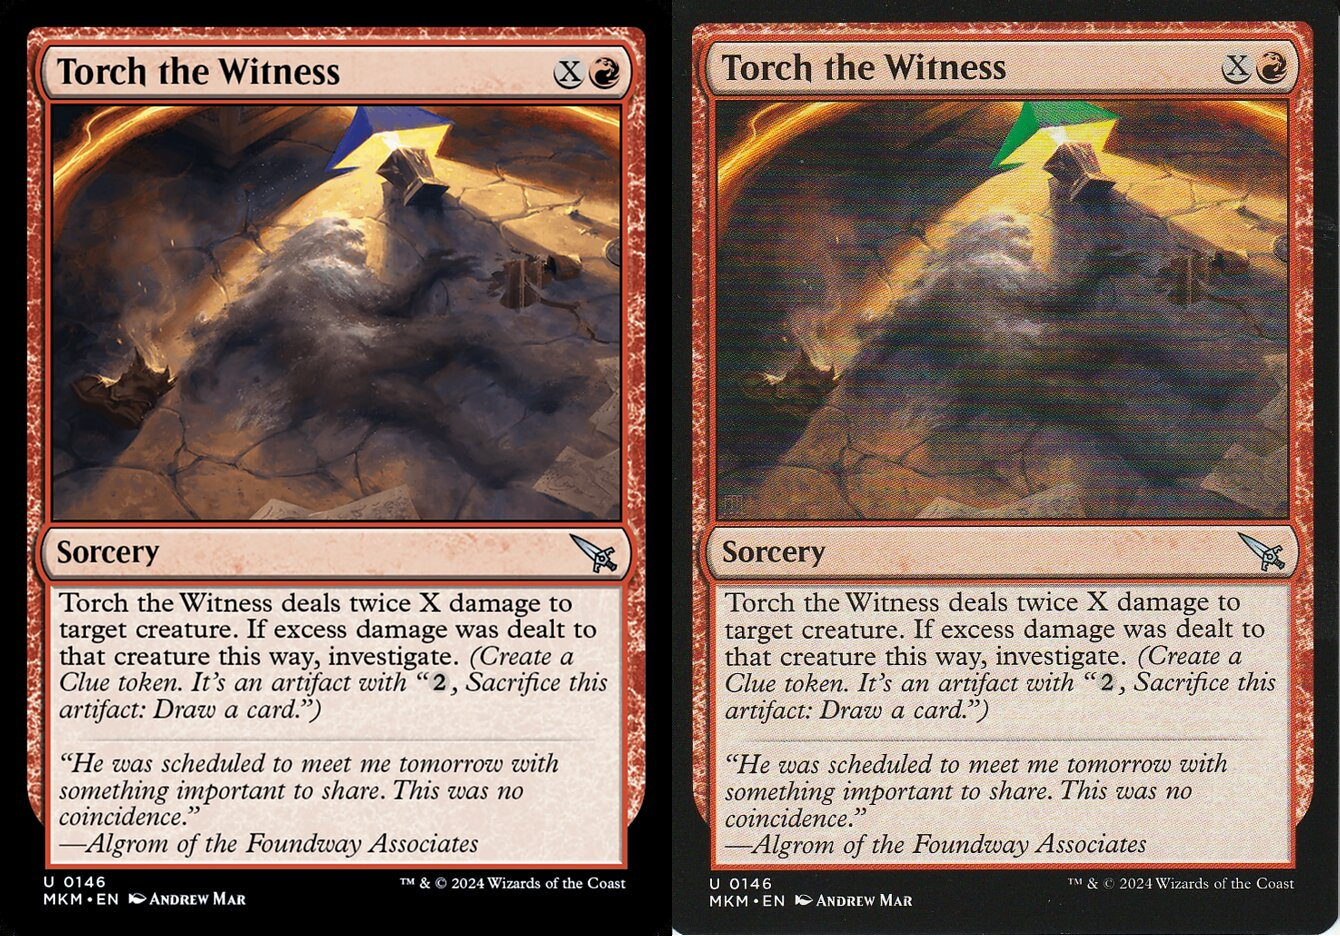 Torch the Witness X
Sorcery
Torch the Witness deals twice X damage to
target creature. If excess damage was dealt to
that creature this way, investigate. (Create a
Clue token. It's an artifact with “2, Sacrifice this
artifact: Draw a card.”)
“He was scheduled to meet me tomorrow with
something important to share. This was no
coincidence.”
—Algrom of the Foundway Associates
U 0146
MKM • EN Andrew Mar
™ & © 2024 Wizards of the Coast
Torch the Witness X
Sorcery
Torch the Witness deals twice X damage to
target creature. If excess damage was dealt to
that creature this way, investigate. (Create a
Clue token. It's an artifact with “2, Sacrifice this
artifact: Draw a card.”)
“He was scheduled to meet me tomorrow with
something important to share. This was no
coincidence.”
—Algrom of the Foundway Associates
U 0146
MKM • EN Andrew Mar
™ & © 2024 Wizards of the Coast